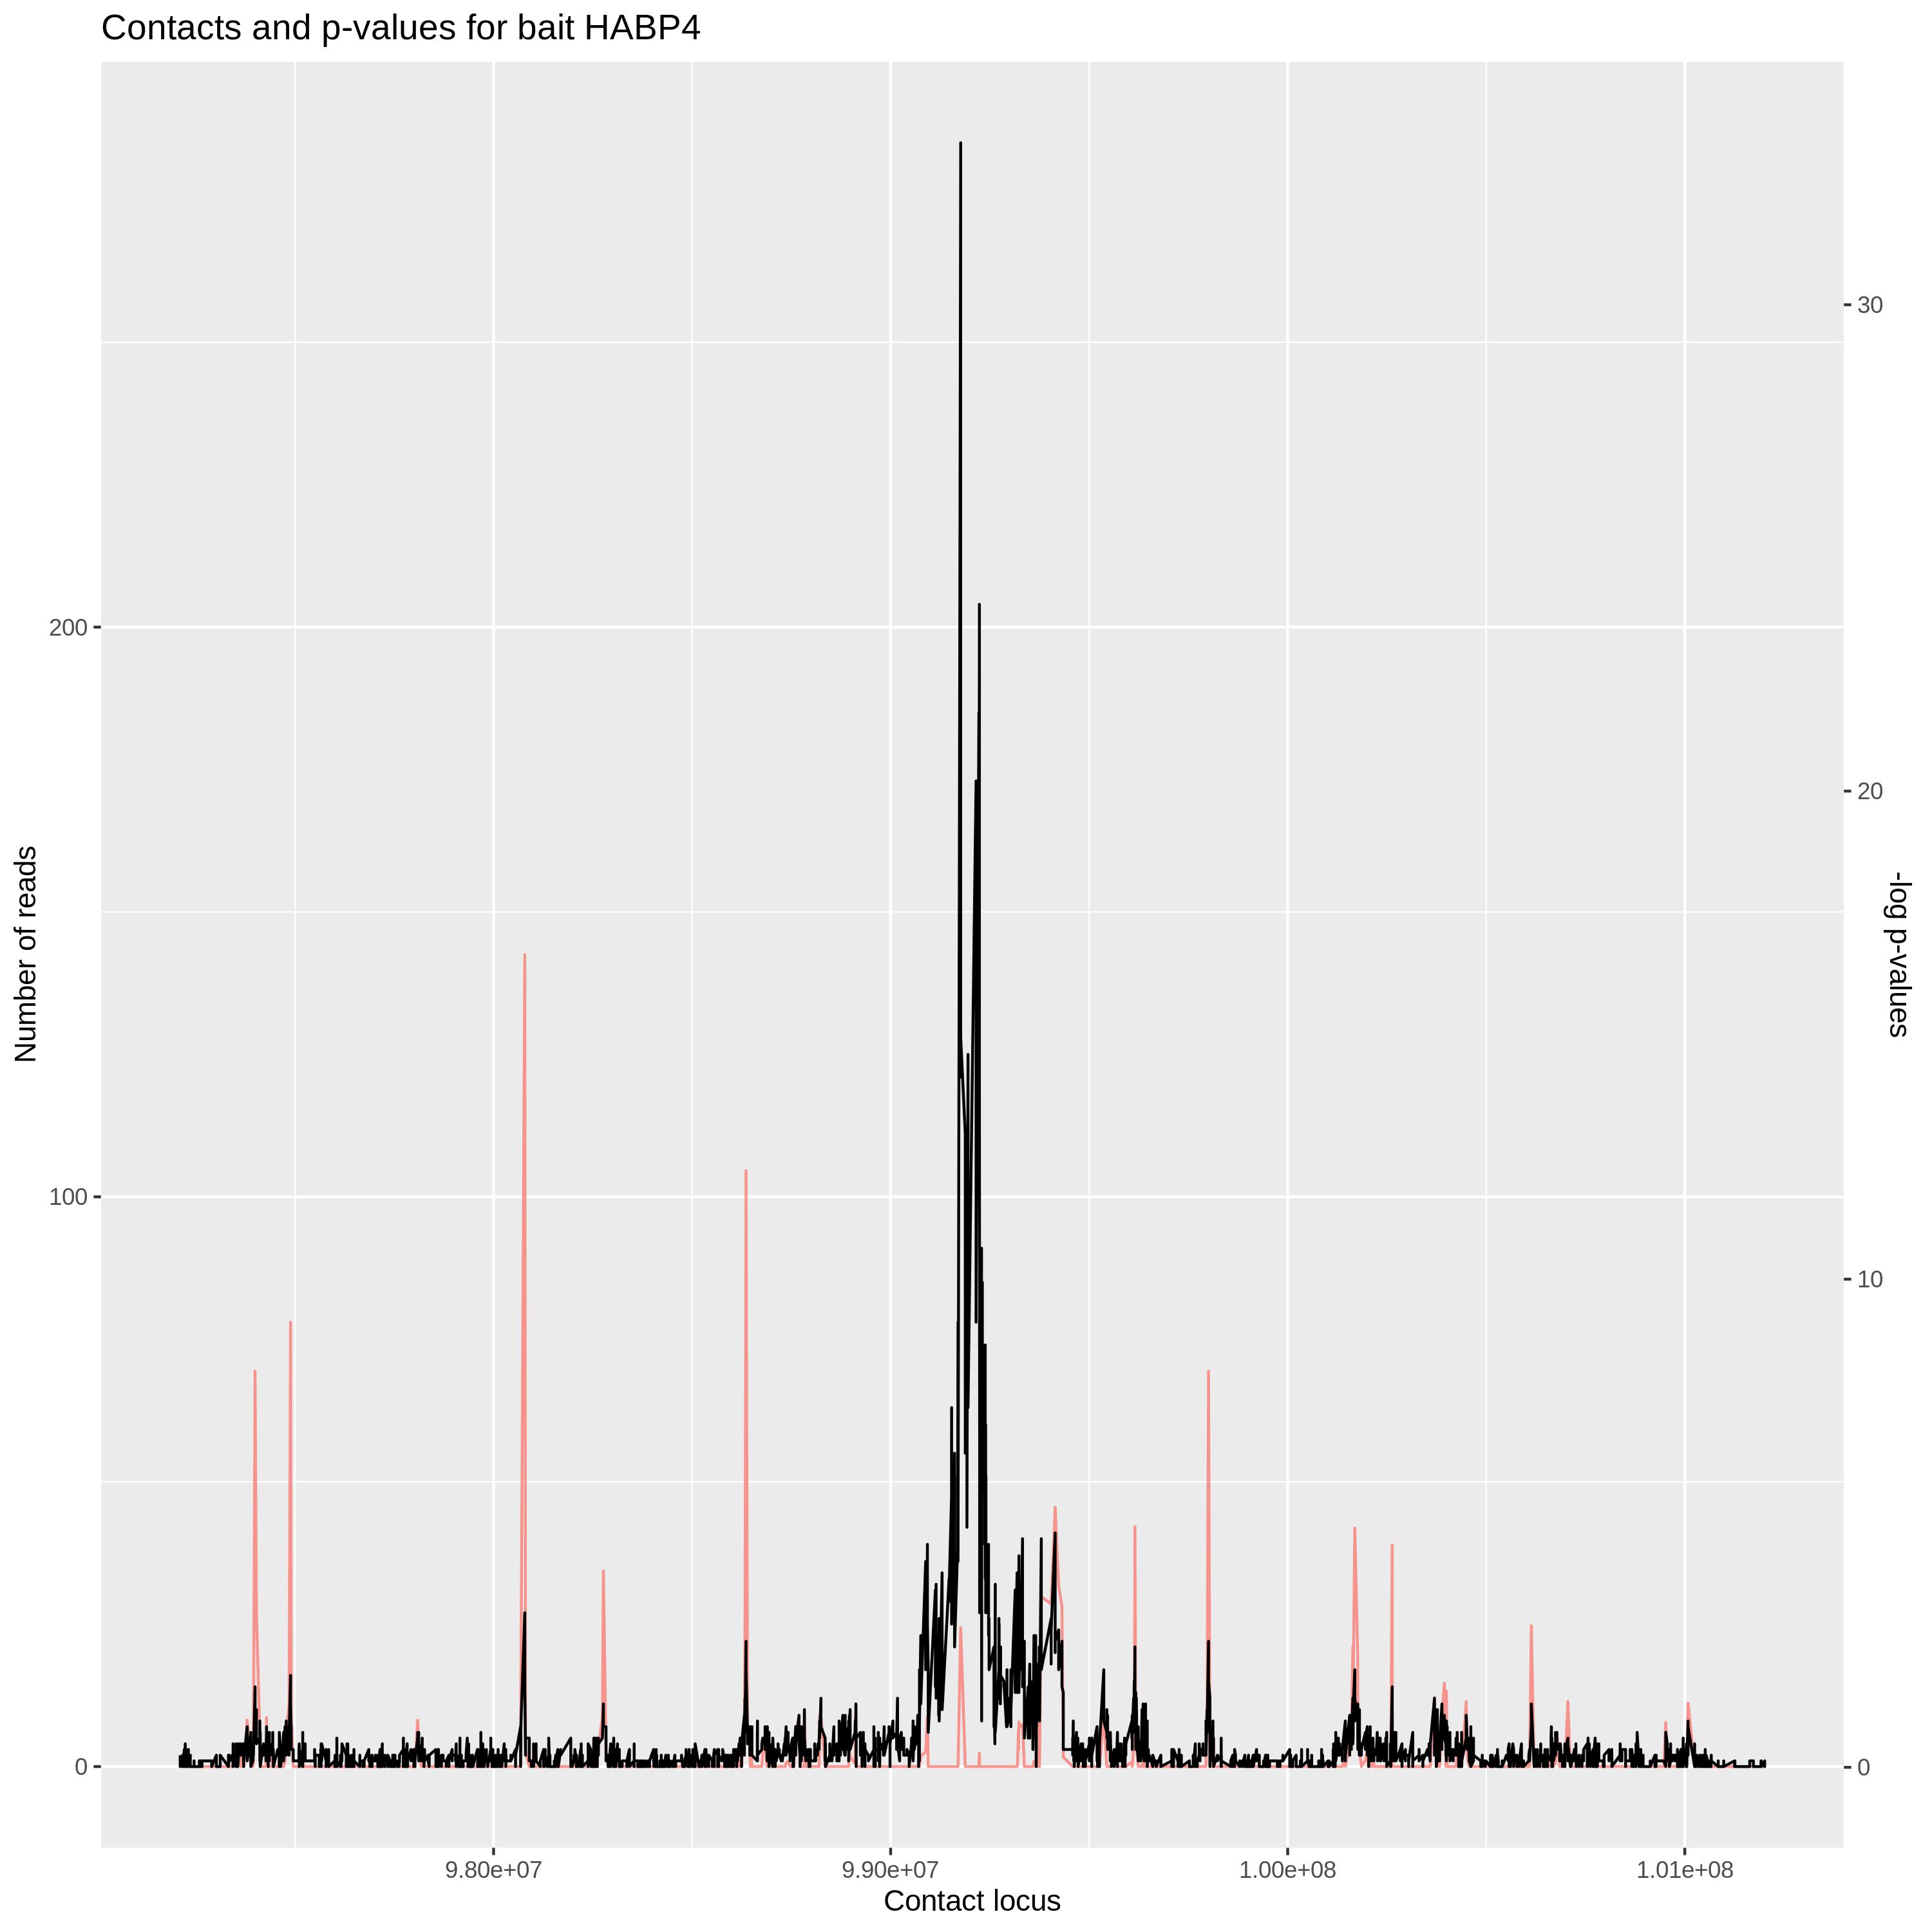 Contacts and p-values for bait HABP4
Number of reads
200
100
0
30
20
10
0
-log p-values
9.80e+07
9.90e+07
1.00e+08
1.01e+08
Contact locus